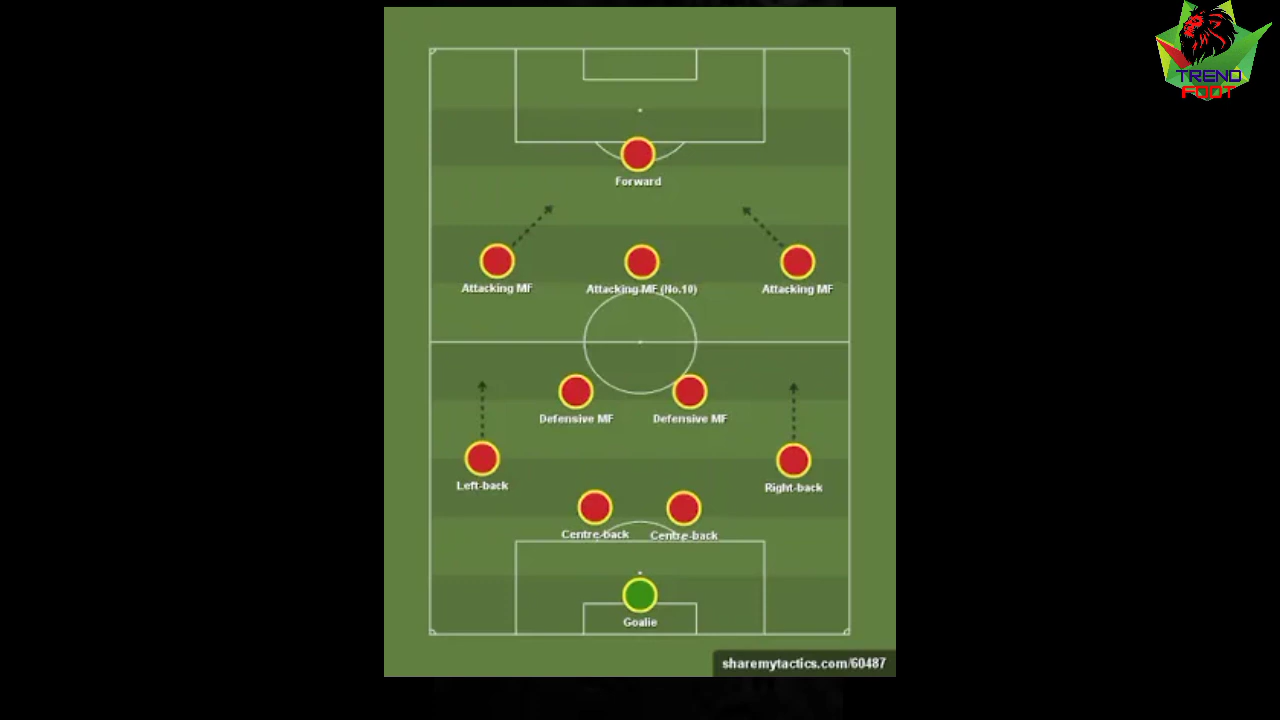 TREND
FOOT
Forward
Attacking MF
Attacking MF (No.10)
Attacking MF
Defensive MF
Defensive MF
Left-back
Right-back
Centre-back
Centre-back
Goalie
sharemytactics.com/60487